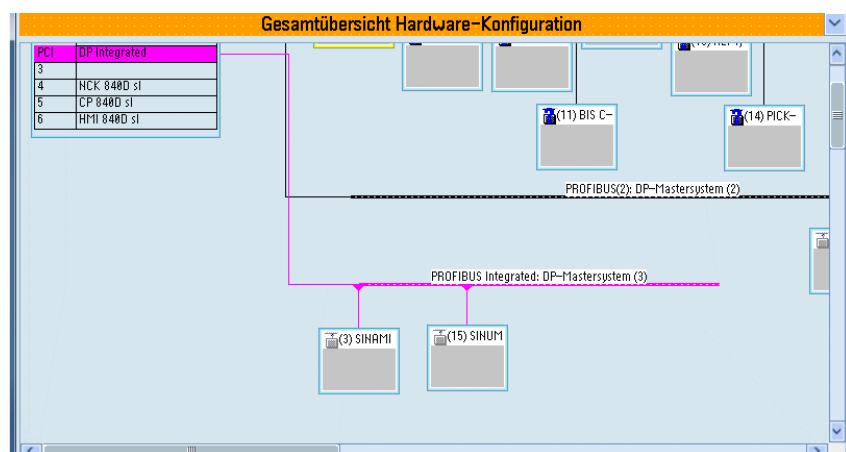 Gesamtübersicht Hardware-Konfiguration
PCI DP Integrated
3
4 NCK 840D sl
5 CP 840D sl
6 HMI 840D sl
(11) BIS C-
(14) PICK-
PROFIBUS(2): DP-Mastersystem (2)
PROFIBUS Integrated: DP-Mastersystem (3)
(3) SINAMI
(15) SINUM